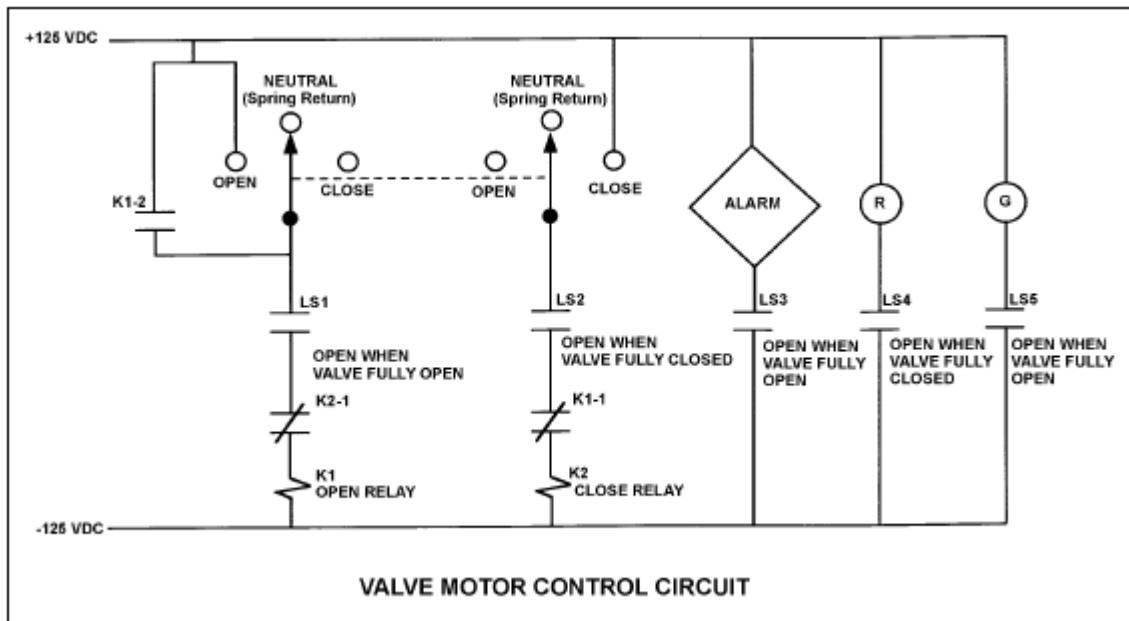 +125 VDC
NEUTRAL
(Spring Return)
NEUTRAL
(Spring Return)
OPEN
CLOSE
OPEN
CLOSE
K1-2
ALARM
R
G
LS1
LS2
LS3
LS4
LS5
OPEN WHEN
VALVE FULLY OPEN
OPEN WHEN
VALVE FULLY CLOSED
OPEN WHEN
VALVE FULLY
OPEN
OPEN WHEN
VALVE FULLY
CLOSED
OPEN WHEN
VALVE FULLY
OPEN
K2-1
K1-1
K1
OPEN RELAY
K2
CLOSE RELAY
-125 VDC
VALVE MOTOR CONTROL CIRCUIT